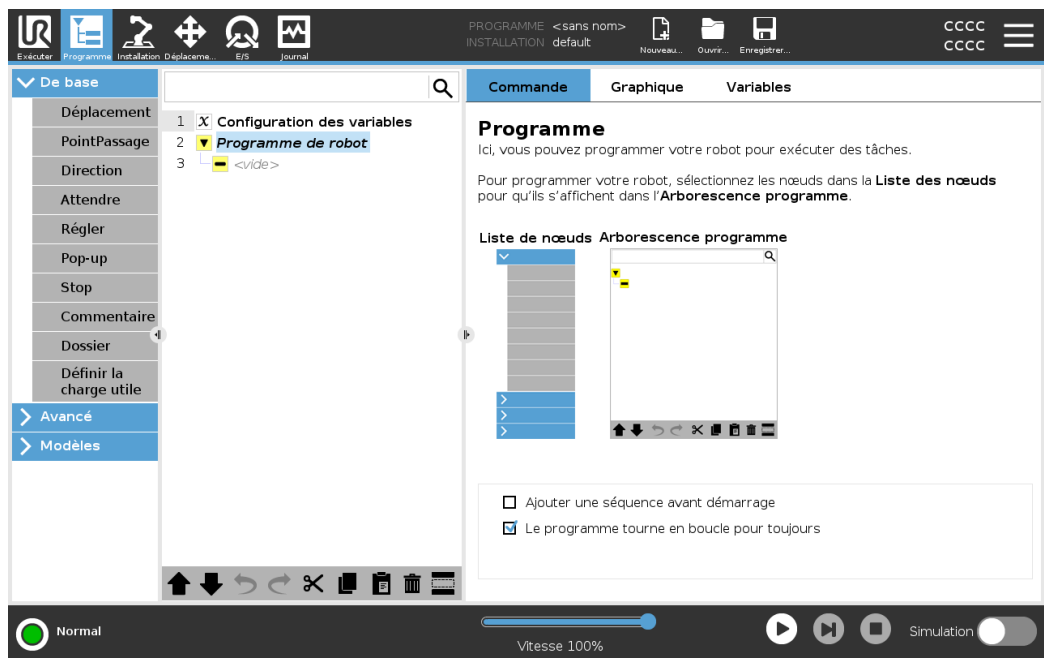 PROGRAMME <sans nom>
INSTALLATION default
Exécuter Programme Installation Déplaceme... E/S Journal
Nouveau... Ouvrir... Enregistrer...
CCCC
CCCC
De base
Déplacement
PointPassage
Direction
Attendre
Régler
Pop-up
Stop
Commentaire
Dossier
Définir la
charge utile
Avancé
Modèles
1 X Configuration des variables
2 Programme de robot
3 <vide>
Commande Graphique Variables
Programme
Ici, vous pouvez programmer votre robot pour exécuter des tâches.
Pour programmer votre robot, sélectionnez les nœuds dans la Liste des nœuds
pour qu’ils s’affichent dans l’Arborescence programme.
Liste de nœuds Arborescence programme
Ajouter une séquence avant démarrage
Le programme tourne en boucle pour toujours
Normal
Vitesse 100%
Simulation